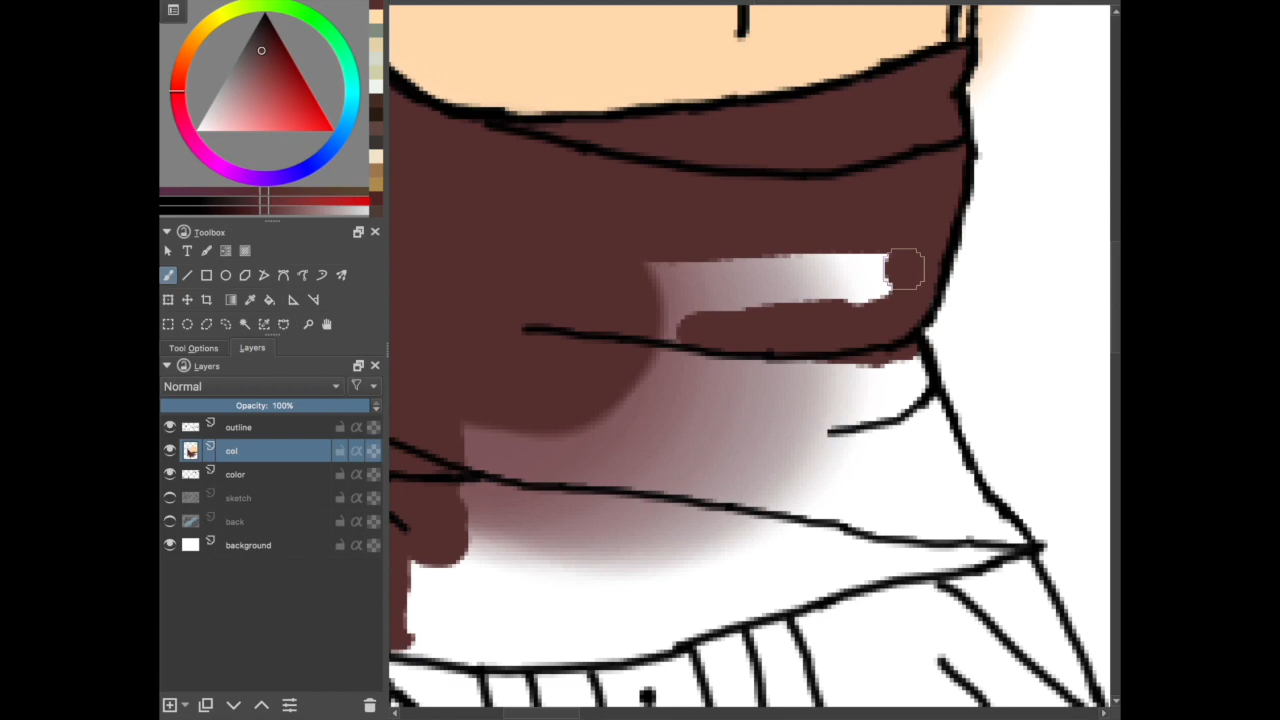 Toolbox
T
Tool Options Layers
Layers
Normal
Opacity: 100%
outline
col
color
sketch
back
background